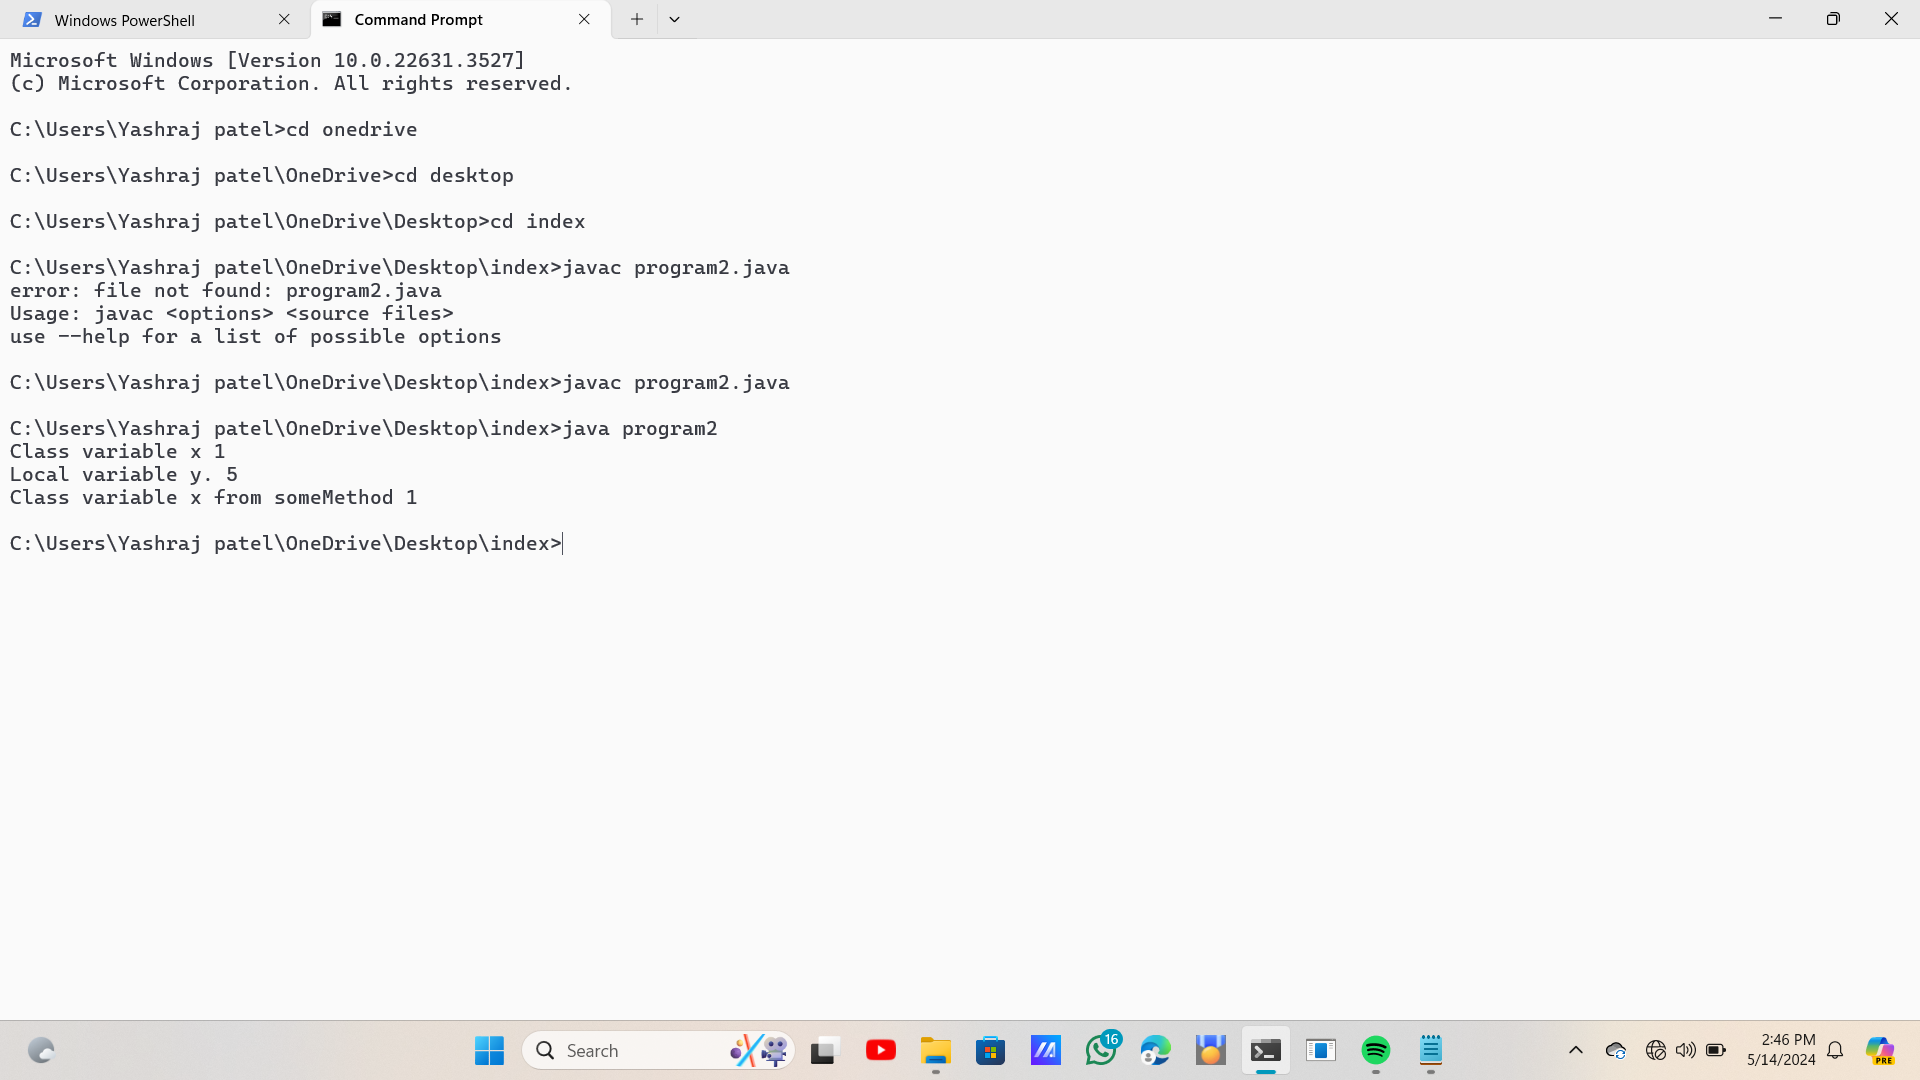 Windows PowerShell
Command Prompt
Microsoft Windows [Version 10.0.22631.3527]
(c) Microsoft Corporation. All rights reserved.
C:\Users\Yashraj patel>cd onedrive
C:\Users\Yashraj patel\OneDrive>cd desktop
C:\Users\Yashraj patel\OneDrive\Desktop>cd index
C:\Users\Yashraj patel\OneDrive\Desktop\index>javac program2.java
error: file not found: program2.java
Usage: javac <options> <source files>
use --help for a list of possible options
C:\Users\Yashraj patel\OneDrive\Desktop\index>javac program2.java
C:\Users\Yashraj patel\OneDrive\Desktop\index>java program2
Class variable x 1
Local variable y. 5
Class variable x from someMethod 1
C:\Users\Yashraj patel\OneDrive\Desktop\index>
Search
16
2:46 PM
5/14/2024
PRE